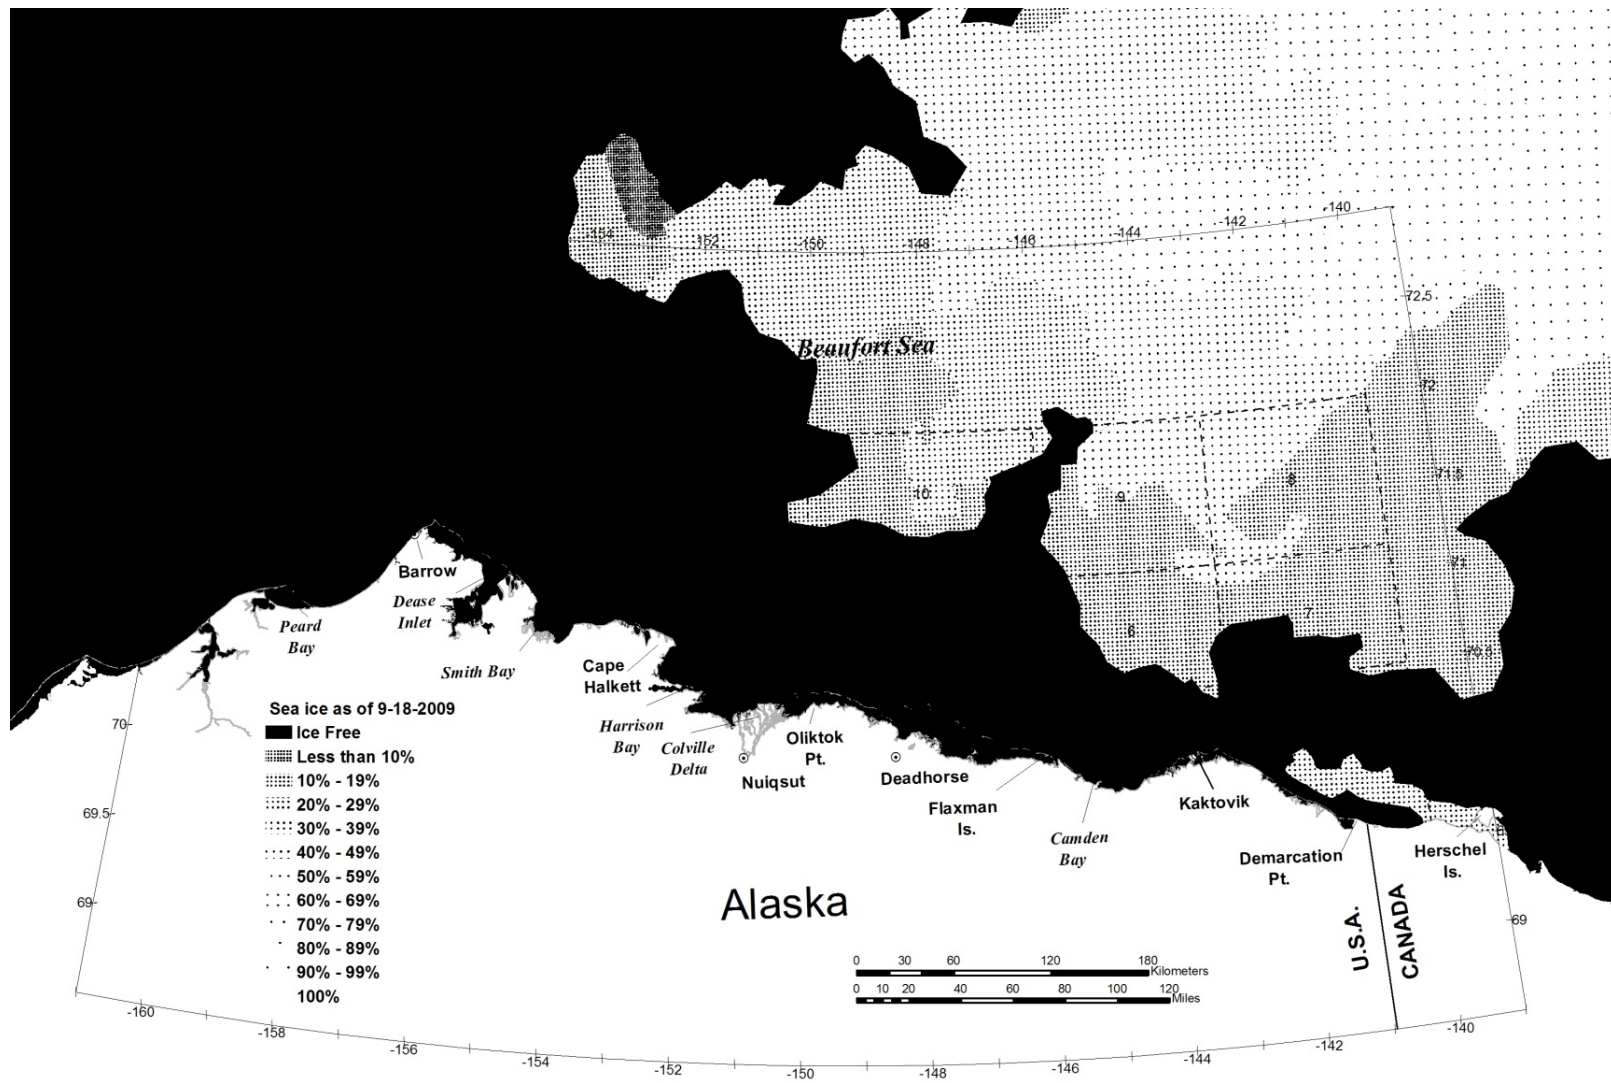 -154
-152
-150
-148
-146
-144
-142
-140
72.5
Beaufort Sea
72
71.5
10
9
8
71
7
6
70.5
Barrow
Dease
Inlet
Peard
Bay
Smith Bay
Cape
Halkett
Harrison
Bay
Colville
Delta
Nuiqsut
Oliktok
Pt.
Deadhorse
Flaxman
Is.
Camden
Bay
Kaktovik
Demarcation
Pt.
Herschel
Is.
70
69.5
69
Sea ice as of 9-18-2009
Ice Free
Less than 10%
10% - 19%
20% - 29%
30% - 39%
40% - 49%
50% - 59%
60% - 69%
70% - 79%
80% - 89%
90% - 99%
100%
Alaska
U.S.A.
CANADA
69
0 30 60 120 180
Kilometers
0 10 20 40 60 80 100 120
Miles
-160
-158
-156
-154
-152
-150
-148
-146
-144
-142
-140